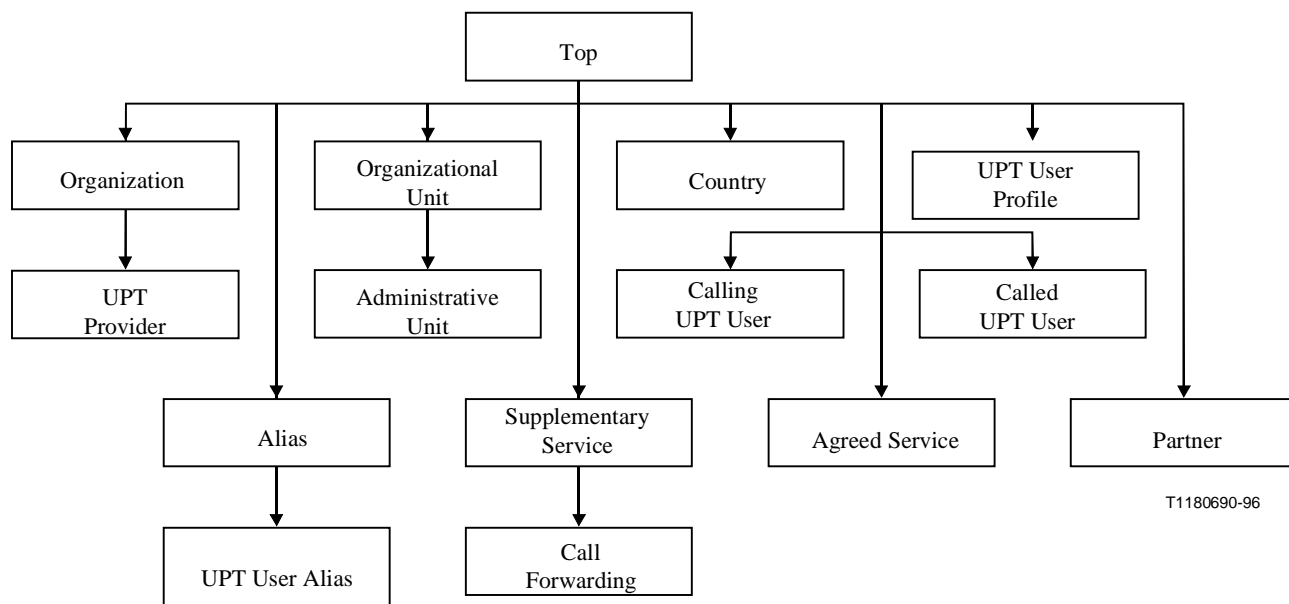 Top
Organization
Organizational
Unit
Country
UPT User
Profile
UPT
Provider
Administrative
Unit
Calling
UPT User
Called
UPT User
Alias
Supplementary
Service
Agreed Service
Partner
T1180690-96
UPT User Alias
Call
Forwarding